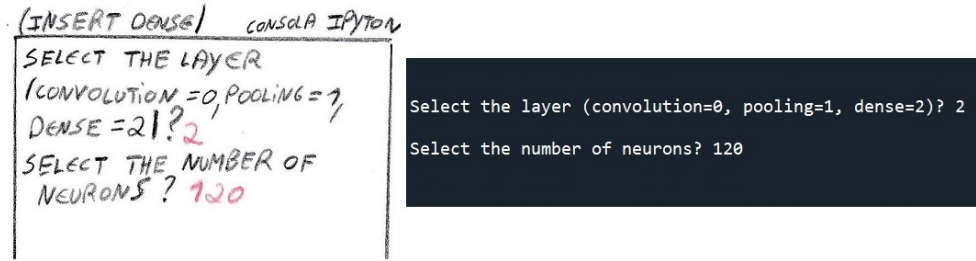 (INSERT DENSE) CONSOLA IPYTON
SELECT THE LAYER
(CONVOLUTION =0, POOLING = 1,
DENSE =2)? 2
SELECT THE NUMBER OF
NEURONS ? 120
Select the layer (convolution=0, pooling=1, dense=2)? 2
Select the number of neurons? 120